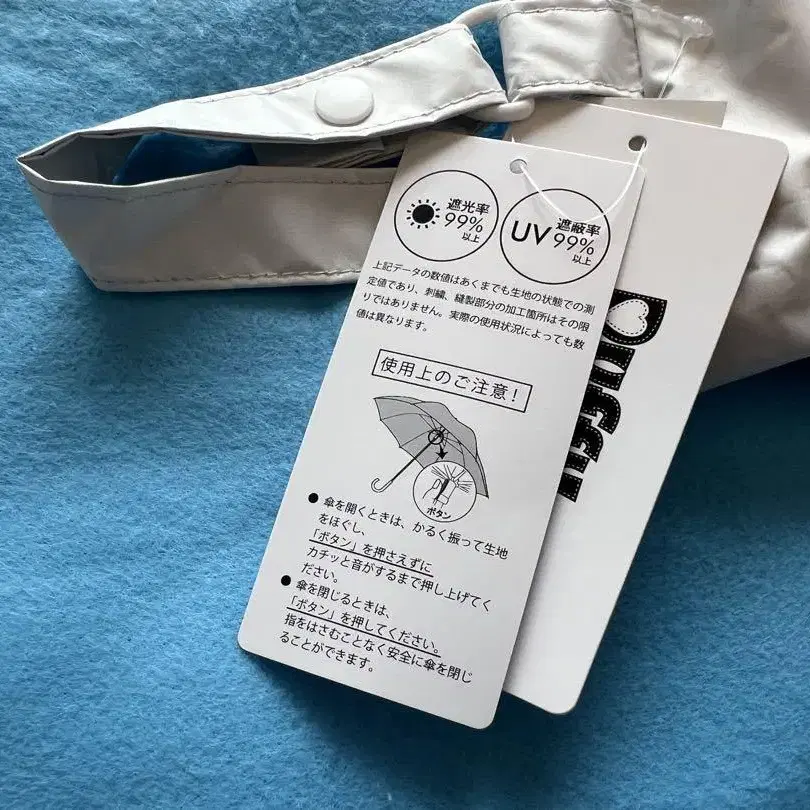 遮光率
99%
以上
UV
遮蔽率
99%
以上
上記データの数値はあくまでも生地の状態での測
定値であり、刺繍、縫製部分の加工箇所はその限
りではありません。実際の使用状況によっても数
値は異なります。
使用上のご注意!
ボタン
● 傘を開くときは、かるく振って生地
をほぐし、
「ボタン」を押さえずに
カチッと音がするまで押し上げてく
ださい。
● 傘を閉じるときは、
「ボタン」を押してください。
指をはさむことなく安全に傘を閉じ
ることができます。